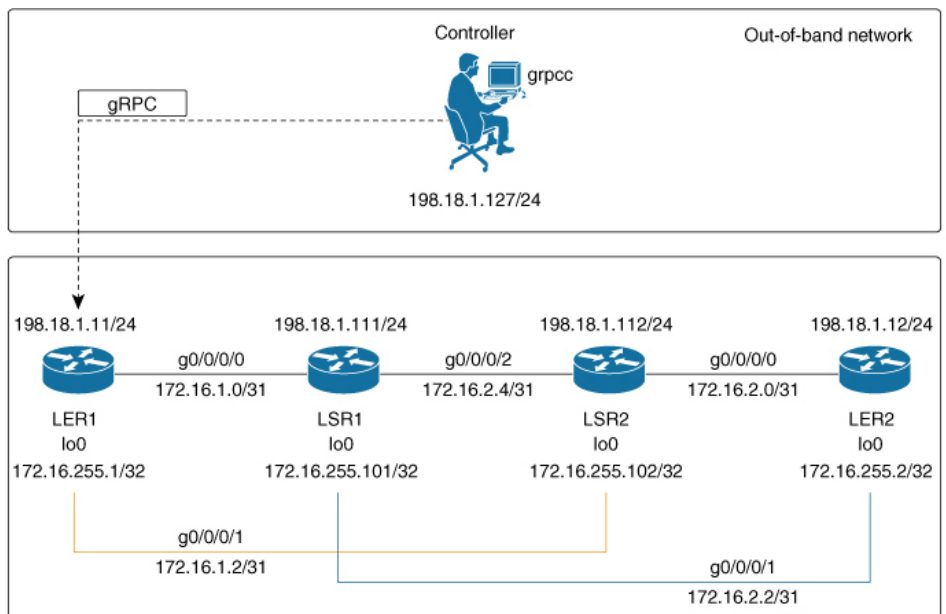 Controller
Out-of-band network
grpcc
gRPC
198.18.1.127/24
198.18.1.11/24
198.18.1.111/24
198.18.1.112/24
198.18.1.12/24
g0/0/0/0
g0/0/0/2
g0/0/0/0
172.16.1.0/31
172.16.2.4/31
172.16.2.0/31
LER1
LSR1
LSR2
LER2
lo0
lo0
lo0
lo0
172.16.255.1/32
172.16.255.101/32
172.16.255.102/32
172.16.255.2/32
g0/0/0/1
172.16.1.2/31
g0/0/0/1
172.16.2.2/31